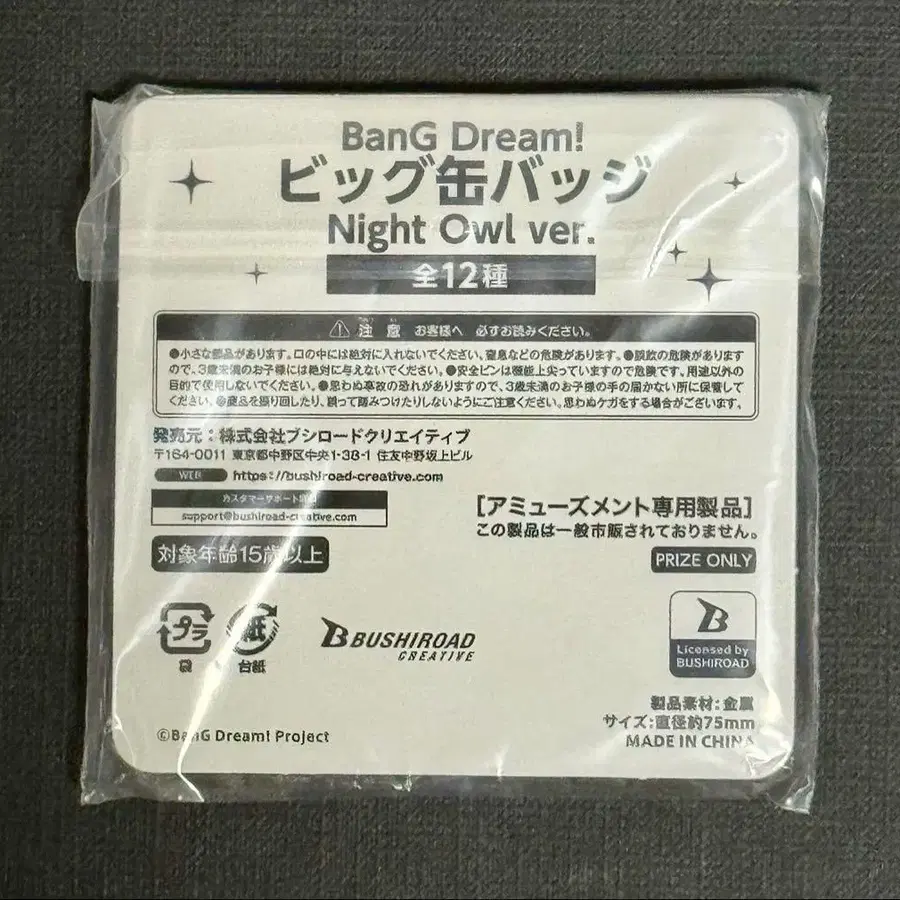 BanG Dream!
ビッグ缶バッジ
Night Owl ver.
全12種
注意 お客様へ 必ずお読みください。
●小さな部品があります。口の中には絶対に入れないでください。窒息などの危険があります。●誤飲の危険があります
ので、3歳未満のお子様には絶対に与えないでください。●安全ピンは機能上尖っていますので危険です。用途以外の
目的で使用しないでください。●思わぬ事故の恐れがありますので、3歳未満のお子様の手の届かない所に保管して
ください。●商品を振り回したり、誤って踏みつけたりしないようにご注意ください。思わぬケガをする場合がございます。
発売元：株式会社ブシロードクリエイティブ
〒164-0011 東京都中野区中央1-38-1 住友中野坂上ビル
WEB https://bushiroad-creative.com
カスタマーサポート
support@bushiroad-creative.com
[アミューズメント専用製品]
この製品は一般市販されておりません。
対象年齢15歳以上
PRIZE ONLY
プラ
袋
紙
台紙
BUSHIROAD
CREATIVE
Licensed by
BUSHIROAD
製品素材：金属
サイズ：直径約75mm
MADE IN CHINA
©BanG Dream! Project